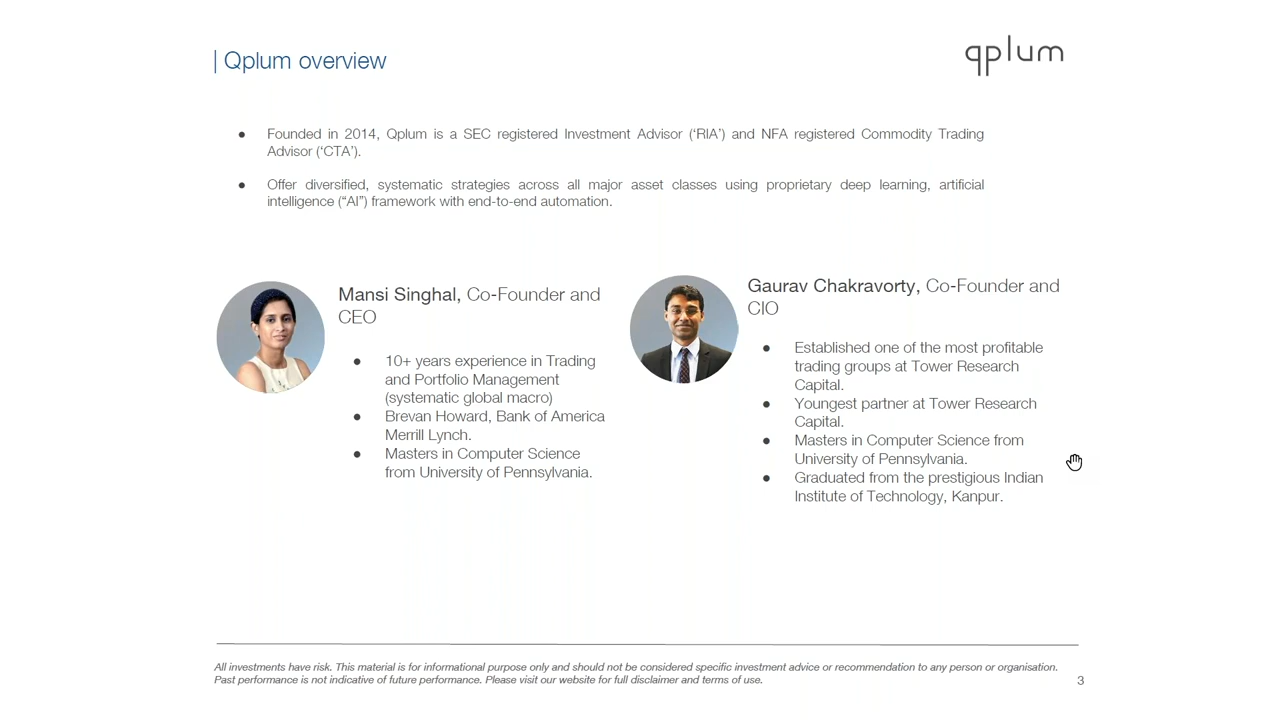 | Qplum overview
qplum
● Founded in 2014, Qplum is a SEC registered Investment Advisor (‘RIA’) and NFA registered Commodity Trading
Advisor (‘CTA’).
● Offer diversified, systematic strategies across all major asset classes using proprietary deep learning, artificial
intelligence (“AI”) framework with end-to-end automation.
Mansi Singhal, Co-Founder and
CEO
● 10+ years experience in Trading
and Portfolio Management
(systematic global macro)
● Brevan Howard, Bank of America
Merrill Lynch.
● Masters in Computer Science
from University of Pennsylvania.
Gaurav Chakravorty, Co-Founder and
CIO
● Established one of the most profitable
trading groups at Tower Research
Capital.
● Youngest partner at Tower Research
Capital.
● Masters in Computer Science from
University of Pennsylvania.
● Graduated from the prestigious Indian
Institute of Technology, Kanpur.
All investments have risk. This material is for informational purpose only and should not be considered specific investment advice or recommendation to any person or organisation.
Past performance is not indicative of future performance. Please visit our website for full disclaimer and terms of use.
3